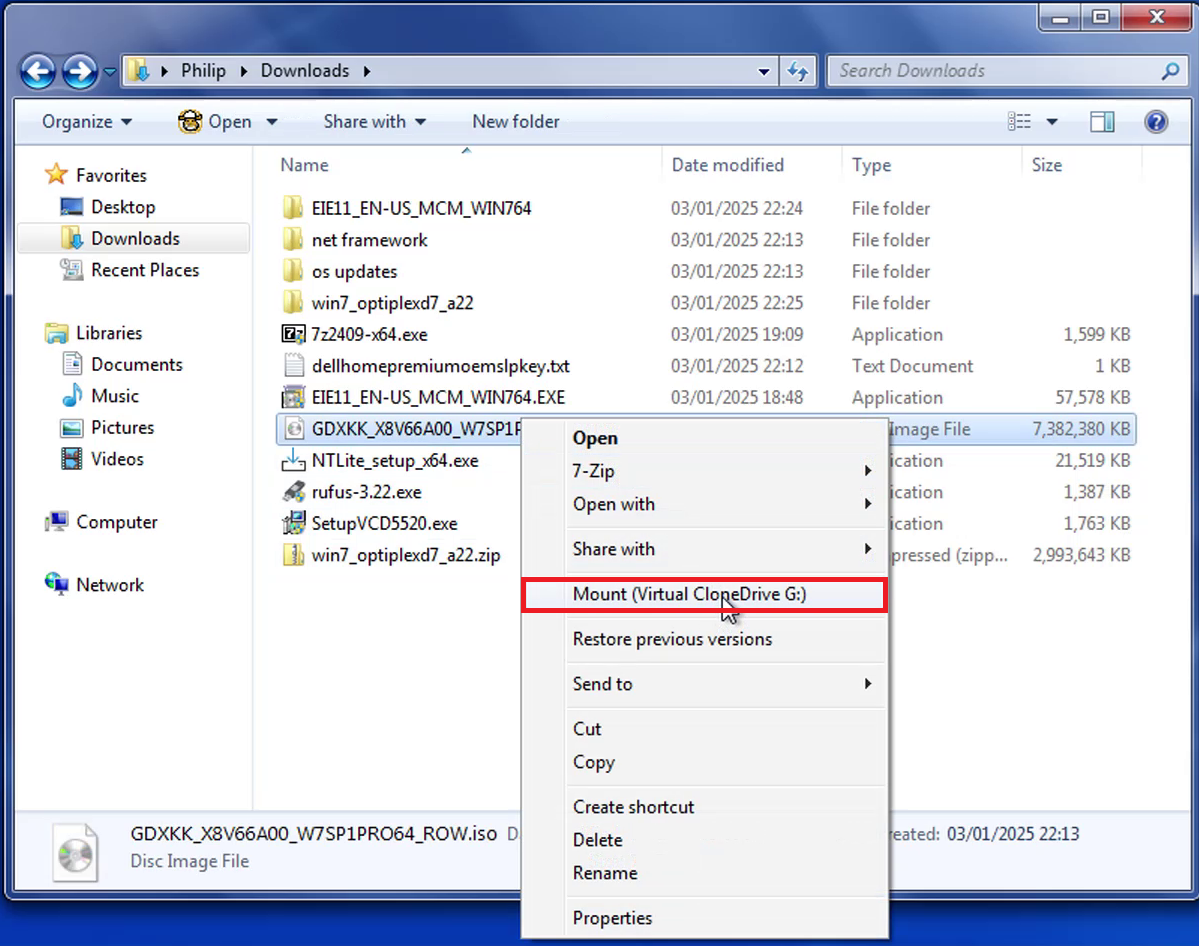 Philip Downloads
Search Downloads
Organize Open Share with New folder
Name Date modified Type Size
Favorites
Desktop
Downloads
Recent Places
Libraries
Documents
Music
Pictures
Videos
Computer
Network
EIE11_EN-US_MCM_WIN764 03/01/2025 22:24 File folder
net framework 03/01/2025 22:13 File folder
os updates 03/01/2025 22:13 File folder
win7_optiplexd7_a22 03/01/2025 22:25 File folder
7z2409-x64.exe 03/01/2025 19:09 Application 1,599 KB
dellhomepremiumoemslpkey.txt 03/01/2025 22:12 Text Document 1 KB
EIE11_EN-US_MCM_WIN764.EXE 03/01/2025 18:48 Application 57,578 KB
GDXKK_X8V66A00_W7SP1P Image File 7,382,380 KB
NTLite_setup_x64.exe ication 21,519 KB
rufus-3.22.exe ication 1,387 KB
SetupVCD5520.exe ication 1,763 KB
win7_optiplexd7_a22.zip pressed (zipp... 2,993,643 KB
Open
7-Zip
Open with
Share with
Mount (Virtual CloneDrive G:)
Restore previous versions
Send to
Cut
Copy
Create shortcut
Delete
Rename
Properties
GDXKK_X8V66A00_W7SP1PRO64_ROW.iso D eated: 03/01/2025 22:13
Disc Image File